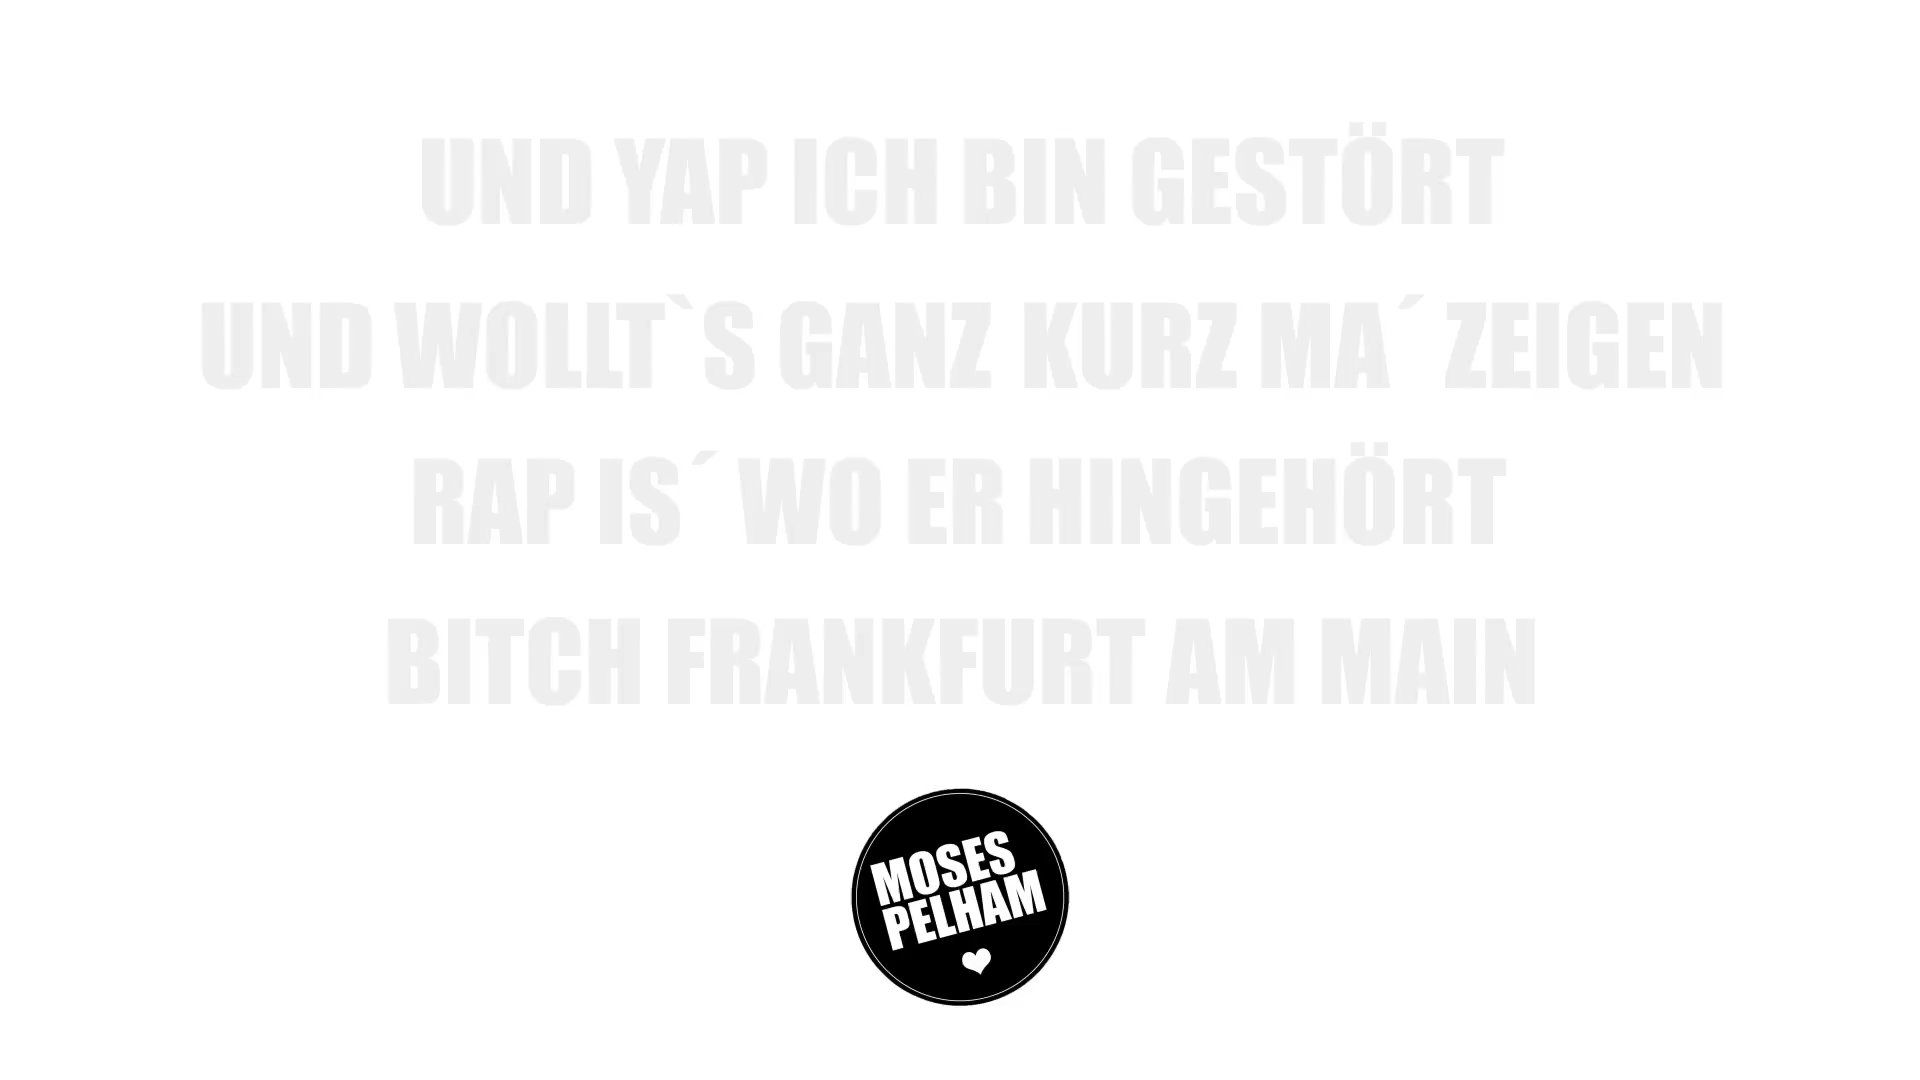 UND YAP ICH BIN GESTÖRT
UND WOLLT`S GANZ KURZ MA´ ZEIGEN
RAP IS´ WO ER HINGEHÖRT
BITCH FRANKFURT AM MAIN
MOSES
PELHAM